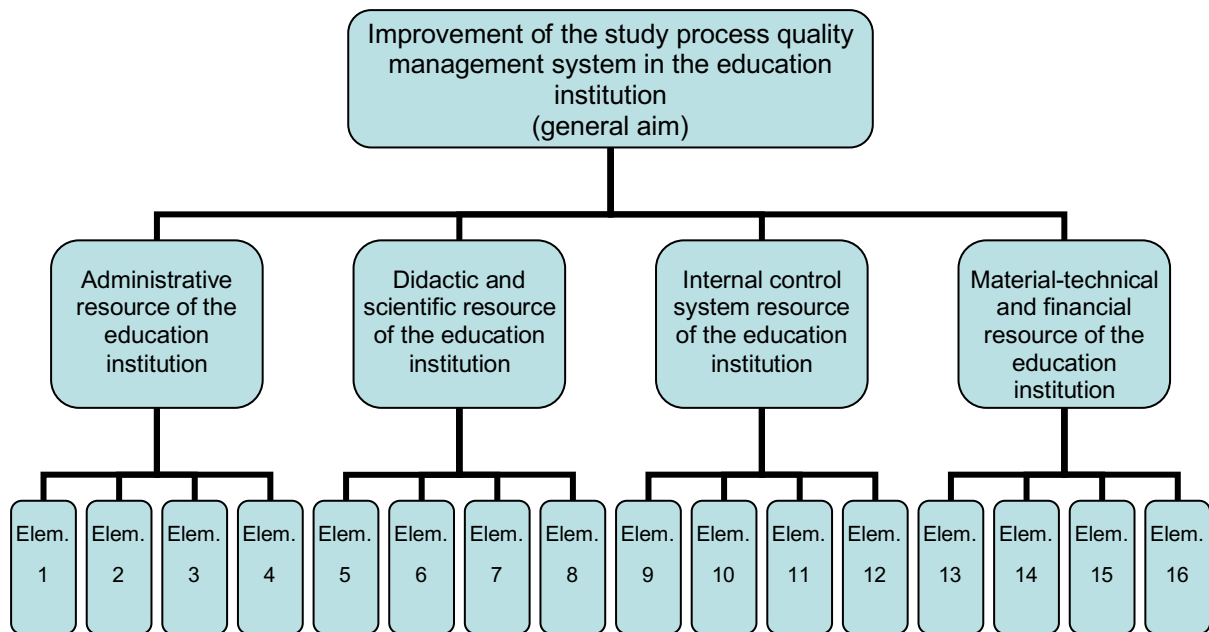 Improvement of the study process quality
management system in the education
institution
(general aim)
Administrative
resource of the
education
institution
Didactic and
scientific resource
of the education
institution
Internal control
system resource
of the education
institution
Material-technical
and financial
resource of the
education
institution
Elem.
1
Elem.
2
Elem.
3
Elem.
4
Elem.
5
Elem.
6
Elem.
7
Elem.
8
Elem.
9
Elem.
10
Elem.
11
Elem.
12
Elem.
13
Elem.
14
Elem.
15
Elem.
16